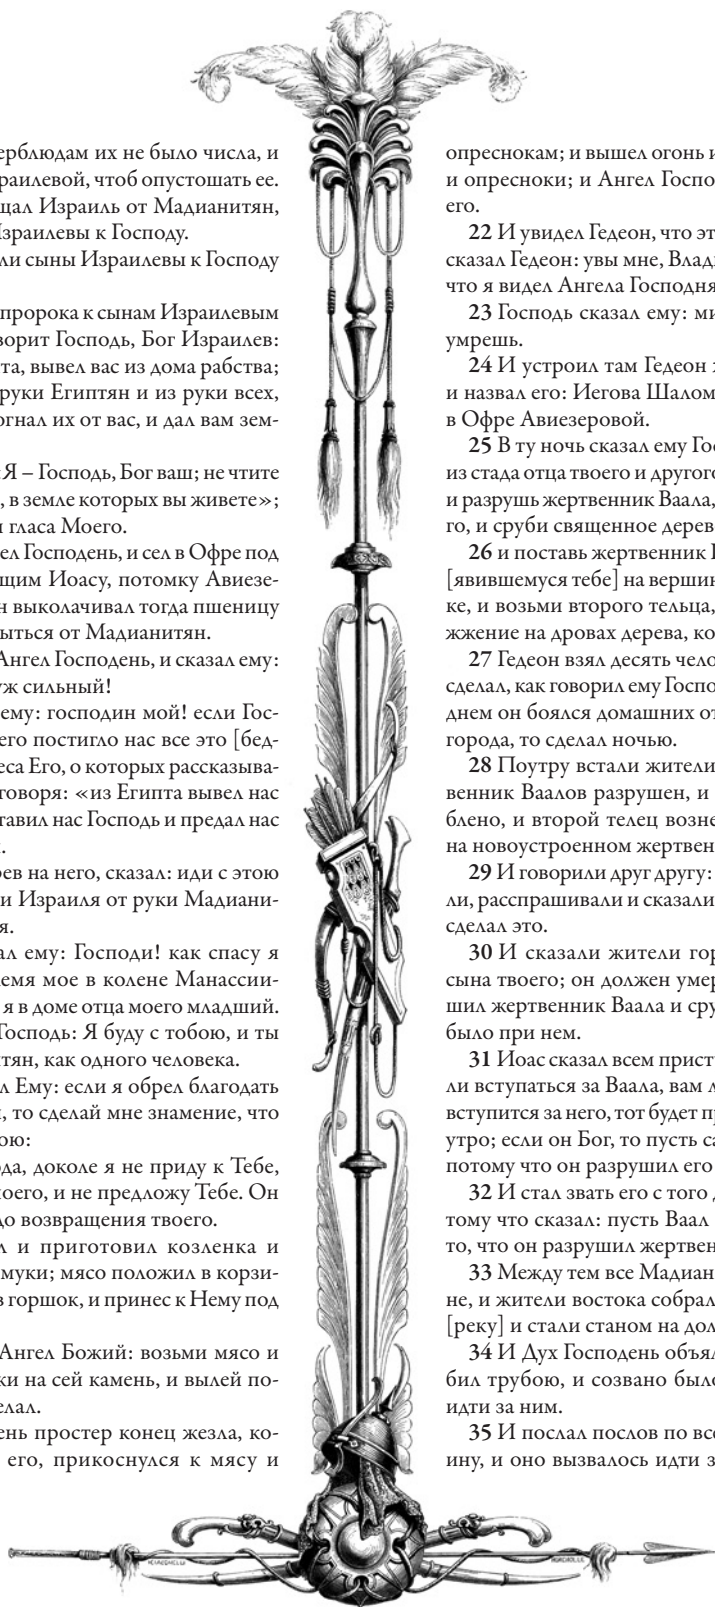 ерблюдам их не было числа, и
раилевой, чтоб опустошать ее.
щал Израиль от Мадианитян,
Израилевы к Господу.
ли сыны Израилевы к Господу
пророка к сынам Израилевым
ворит Господь, Бог Израилев:
та, вывел вас из дома рабства;
руки Египтян и из руки всех,
огнал их от вас, и дал вам зем-
Я – Господь, Бог ваш; не чтите
, в земле которых вы живете»;
и гласа Моего.
ел Господень, и сел в Офре под
щим Иоасу, потомку Авиезе-
н выколачивал тогда пшеницу
рыться от Мадианитян.
Ангел Господень, и сказал ему:
уж сильный!
ему: господин мой! если Гос-
его постигло нас все это [бед-
еса Его, о которых рассказыва-
говоря: «из Египта вывел нас
тавил нас Господь и предал нас
.
рев на него, сказал: иди с этою
и Израиля от руки Мадиани-
я.
ал ему: Господи! как спасу я
емя мое в колене Манассии-
я в доме отца моего младший.
Господь: Я буду с тобою, и ты
тян, как одного человека.
л Ему: если я обрел благодать
, то сделай мне знамение, что
ою:
да, доколе я не приду к Тебе,
моего, и не предложу Тебе. Он
до возвращения твоего.
л и приготовил козленка и
муки; мясо положил в корзи-
в горшок, и принес к Нему под
Ангел Божий: возьми мясо и
ки на сей камень, и вылей по-
елал.
ень простер конец жезла, ко-
его, прикоснулся к мясу и
опреснокам; и вышел огонь и
и опресноки; и Ангел Госпо
его.
22 И увидел Гедеон, что эт
сказал Гедеон: увы мне, Влад
что я видел Ангела Господня
23 Господь сказал ему: ми
умрешь.
24 И устроил там Гедеон ж
и назвал его: Иегова Шалом
в Офре Авиезеровой.
25 В ту ночь сказал ему Гос
из стада отца твоего и другого
и разрушь жертвенник Ваала,
го, и сруби священное дерев
26 и поставь жертвенник Г
[явившемуся тебе] на вершин
ке, и возьми второго тельца,
жжение на дровах дерева, ко
27 Гедеон взял десять чело
сделал, как говорил ему Госпо
днем он боялся домашних от
города, то сделал ночью.
28 Поутру встали жители
венник Ваалов разрушен, и
блено, и второй телец возне
на новоустроенном жертвен
29 И говорили друг другу:
ли, расспрашивали и сказали
сделал это.
30 И сказали жители гор
сына твоего; он должен умер
шил жертвенник Ваала и сру
было при нем.
31 Иоас сказал всем присту
ли вступаться за Ваала, вам л
вступится за него, тот будет пр
утро; если он Бог, то пусть са
потому что он разрушил его
32 И стал звать его с того д
тому что сказал: пусть Ваал
то, что он разрушил жертвен
33 Между тем все Мадиан
не, и жители востока собрал
[реку] и стали станом на дол
34 И Дух Господень объял
бил трубою, и созвано было
идти за ним.
35 И послал послов по все
ину, и оно вызвалось идти з